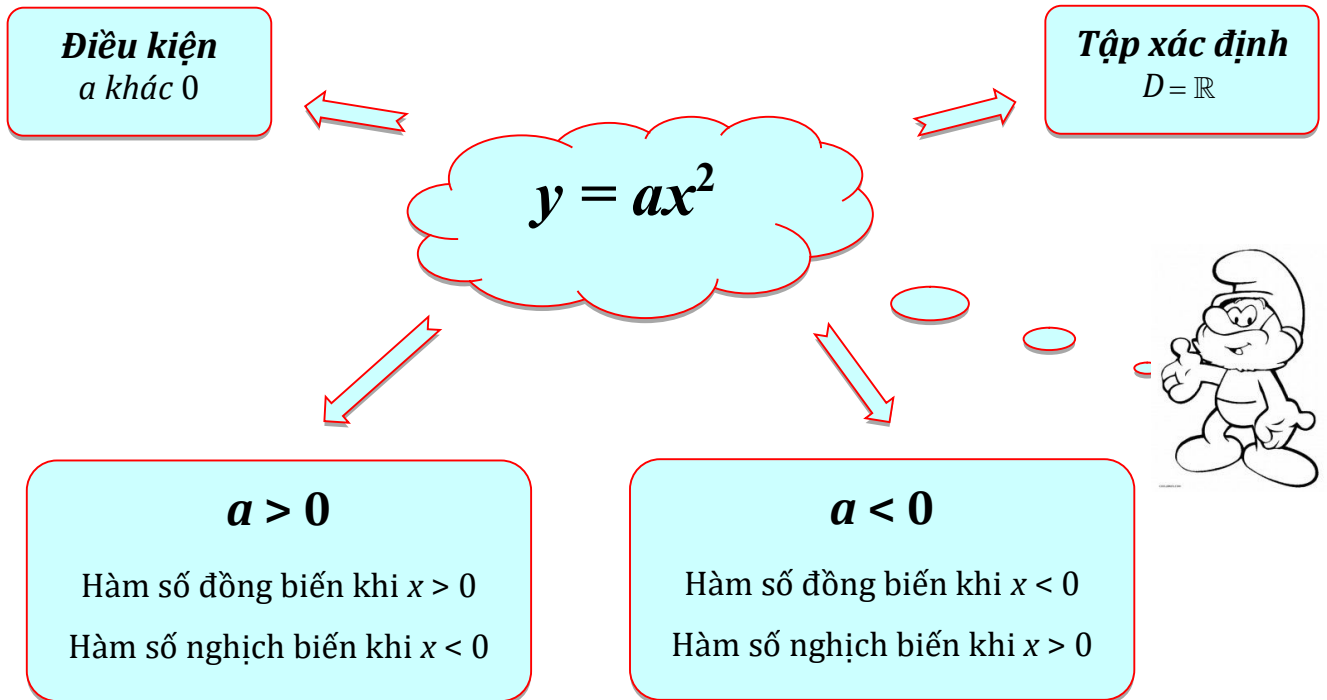 Điều kiện
a khác 0
Tập xác định
D = ℝ
y = ax²
a > 0
Hàm số đồng biến khi x > 0
Hàm số nghịch biến khi x < 0
a < 0
Hàm số đồng biến khi x < 0
Hàm số nghịch biến khi x > 0